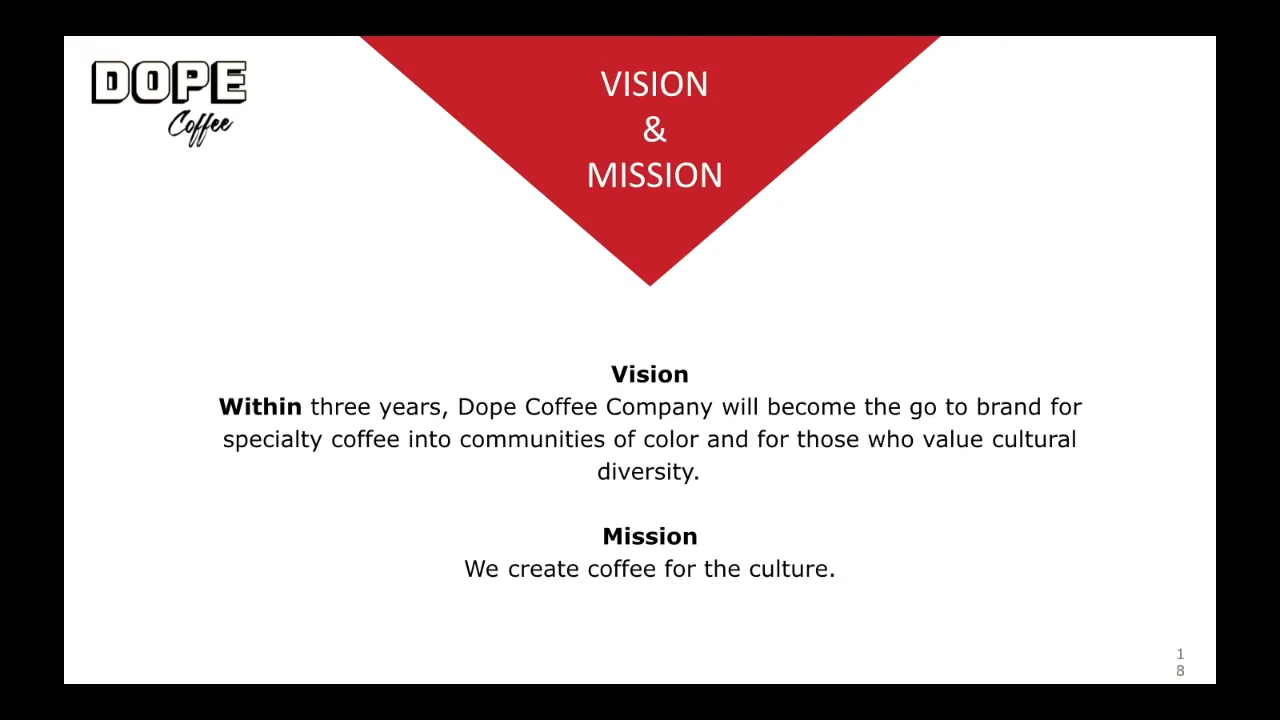 DOPE
Coffee
VISION
&
MISSION
Vision
Within three years, Dope Coffee Company will become the go to brand for
specialty coffee into communities of color and for those who value cultural
diversity.
Mission
We create coffee for the culture.
1
8